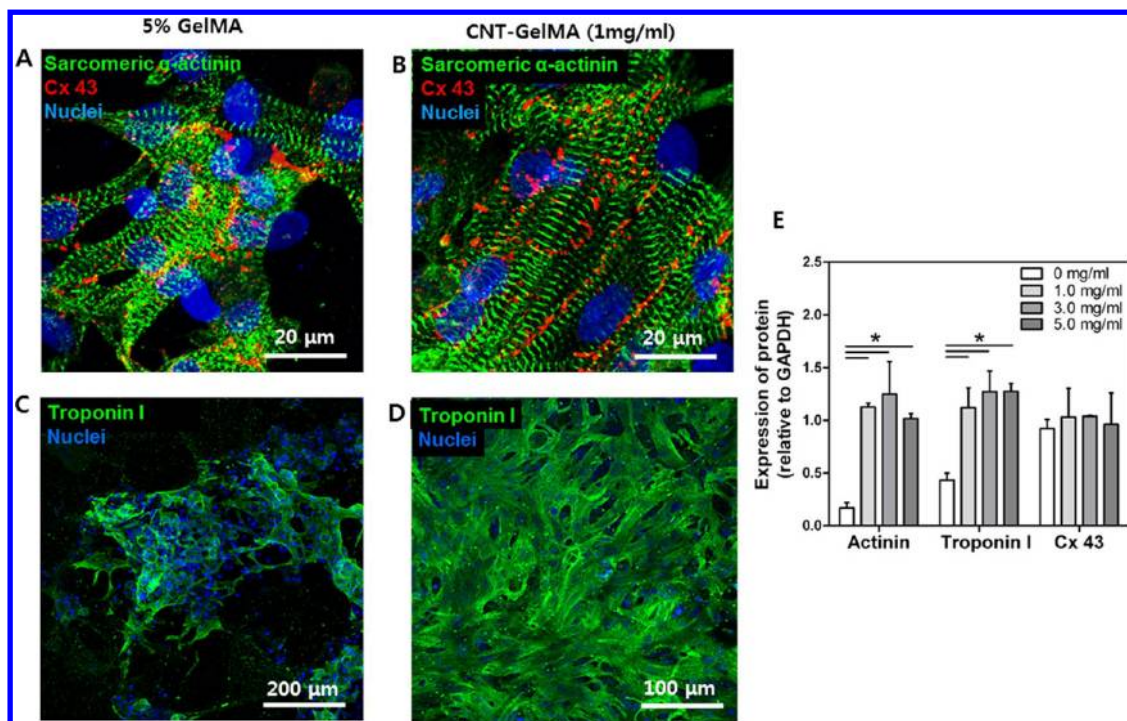 5% GelMA
CNT-GelMA (1mg/ml)
A
Sarcomeric α-actinin
Cx 43
Nuclei
20 µm
B
Sarcomeric α-actinin
Cx 43
Nuclei
20 µm
C
Troponin I
Nuclei
200 µm
D
Troponin I
Nuclei
100 µm
E
0 mg/ml
1.0 mg/ml
3.0 mg/ml
5.0 mg/ml
2.5
2.0
1.5
1.0
0.5
0.0
*
*
Expression of protein
(relative to GAPDH)
Actinin
Troponin I
Cx 43